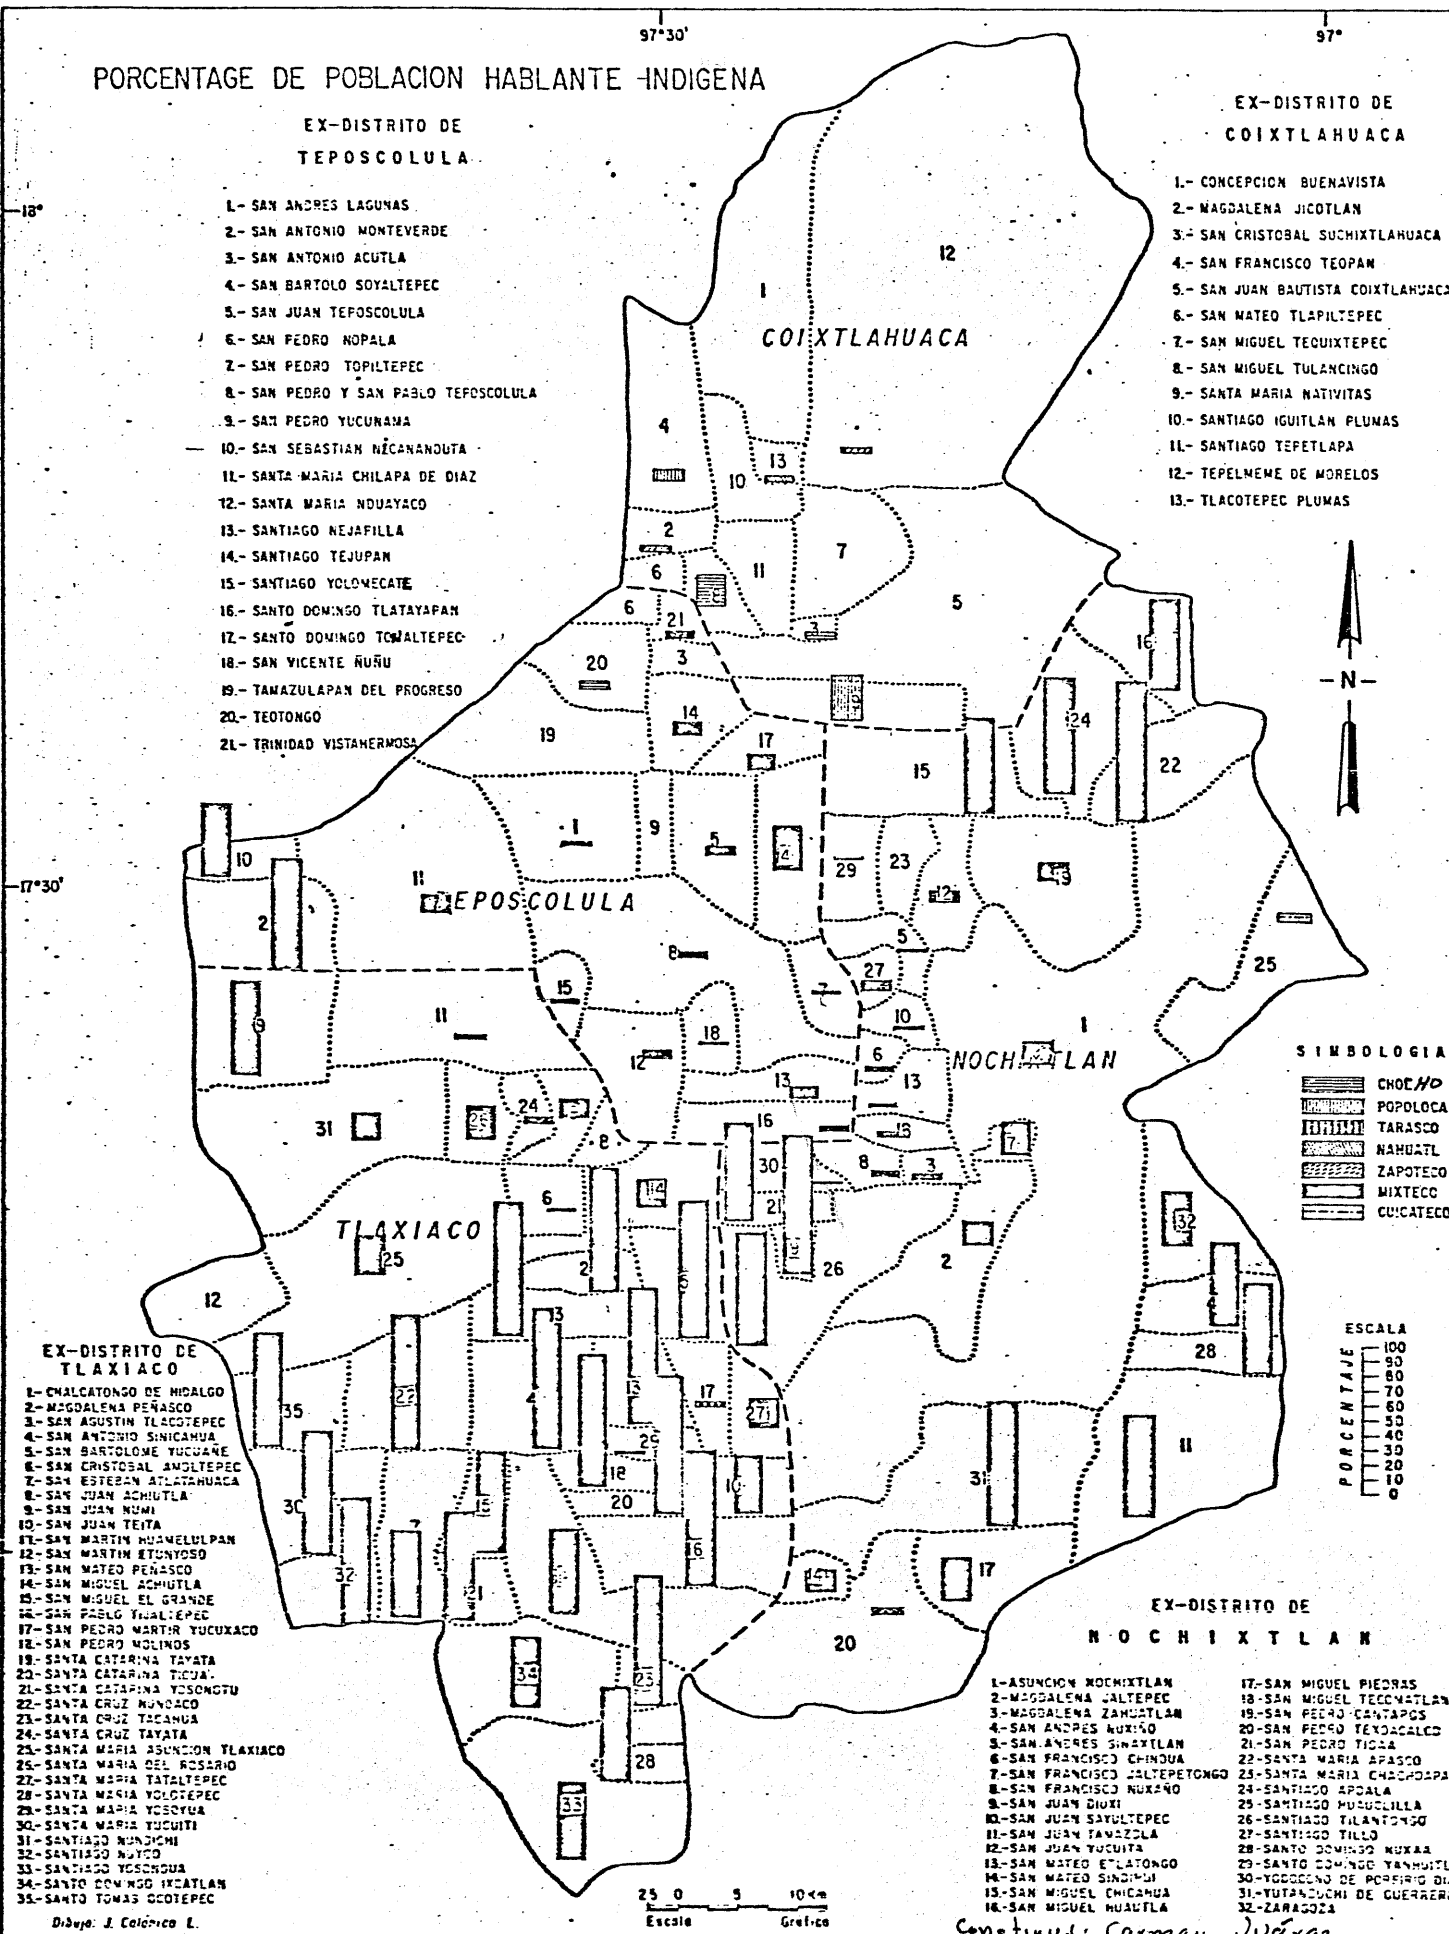 97°30'
97°
PORCENTAGE DE POBLACION HABLANTE INDIGENA
EX-DISTRITO DE
TEPOSCOLULA
1.- SAN ANDRES LAGUNAS
2.- SAN ANTONIO MONTEVERDE
3.- SAN ANTONIO ACUTLA
4.- SAN BARTOLO SOYALTEPEC
5.- SAN JUAN TEPOSCOLULA
6.- SAN PEDRO NOPALA
7.- SAN PEDRO TOPILTEPEC
8.- SAN PEDRO Y SAN PABLO TEPOSCOLULA
9.- SAN PEDRO YUCUNAMA
10.- SAN SEBASTIAN NICANANDUTA
11.- SANTA MARIA CHILAPA DE DIAZ
12.- SANTA MARIA NDUAYACO
13.- SANTIAGO NEJAPILLA
14.- SANTIAGO TEJUPAN
15.- SANTIAGO YOLOMECATE
16.- SANTO DOMINGO TLATAYAPAN
17.- SANTO DOMINGO TONALTEPEC
18.- SAN VICENTE ÑUÑU
19.- TAMAZULAPAN DEL PROGRESO
20.- TEOTONGO
21.- TRINIDAD VISTAHERMOSA
EX-DISTRITO DE
COIXTLAHUACA
1.- CONCEPCION BUENAVISTA
2.- MAGDALENA JICOTLAN
3.- SAN CRISTOBAL SUCHIXTLAHUACA
4.- SAN FRANCISCO TEOPAN
5.- SAN JUAN BAUTISTA COIXTLAHUACA
6.- SAN MATEO TLAPILTEPEC
7.- SAN MIGUEL TEQUIXTEPEC
8.- SAN MIGUEL TULANCINGO
9.- SANTA MARIA NATIVITAS
10.- SANTIAGO IGUITLAN PLUMAS
11.- SANTIAGO TEPETLAPA
12.- TEPELMEME DE MORELOS
13.- TLACOTEPEC PLUMAS
18°
17°30'
COIXTLAHUACA
TEPOSCOLULA
NOCHIXTLAN
TLAXIACO
N
SIMBOLOGIA
CHOCHO
POPOLOCA
TARASCO
NAHUATL
ZAPOTECO
MIXTECO
CUICATECO
ESCALA
PORCENTAJE
100
90
80
70
60
50
40
30
20
10
0
EX-DISTRITO DE
TLAXIACO
1.- CHALCATONGO DE HIDALGO
2.- MAGDALENA PEÑASCO
3.- SAN AGUSTIN TLACOTEPEC
4.- SAN ANTONIO SINICAHUA
5.- SAN BARTOLOME YUCUAÑE
6.- SAN CRISTOBAL AMOLTEPEC
7.- SAN ESTEBAN ATLATAHUACA
8.- SAN JUAN ACHIUTLA
9.- SAN JUAN NUMI
10.- SAN JUAN TEITA
11.- SAN MARTIN HUAMELULPAN
12.- SAN MARTIN ITUNYOSO
13.- SAN MATEO PEÑASCO
14.- SAN MIGUEL ACHIUTLA
15.- SAN MIGUEL EL GRANDE
16.- SAN PABLO TIJALTEPEC
17.- SAN PEDRO MARTIR YUCUXACO
18.- SAN PEDRO MOLINOS
19.- SANTA CATARINA TAYATA
20.- SANTA CATARINA TICUA
21.- SANTA CATARINA YOSONOTU
22.- SANTA CRUZ NUNDACO
23.- SANTA CRUZ TACAHUA
24.- SANTA CRUZ TAYATA
25.- SANTA MARIA ASUNCION TLAXIACO
26.- SANTA MARIA DEL ROSARIO
27.- SANTA MARIA TATALTEPEC
28.- SANTA MARIA YOLOTEPEC
29.- SANTA MARIA YOSOYUA
30.- SANTA MARIA YUCUITI
31.- SANTIAGO NUNDICHI
32.- SANTIAGO NUYOO
33.- SANTIAGO YOSONDUA
34.- SANTO DOMINGO IXCATLAN
35.- SANTO TOMAS OCOTEPEC
EX-DISTRITO DE
NOCHIXTLAN
1.- ASUNCION NOCHIXTLAN
2.- MAGDALENA JALTEPEC
3.- MAGDALENA ZAHUATLAN
4.- SAN ANDRES NUXIÑO
5.- SAN ANDRES SINAXTLAN
6.- SAN FRANCISCO CHINDUA
7.- SAN FRANCISCO JALTEPETONGO
8.- SAN FRANCISCO NUXAÑO
9.- SAN JUAN DIUXI
10.- SAN JUAN SAYULTEPEC
11.- SAN JUAN TAMAZOLA
12.- SAN JUAN YUCUITA
13.- SAN MATEO ETLATONGO
14.- SAN MATEO SINDIHUI
15.- SAN MIGUEL CHICAHUA
16.- SAN MIGUEL HUAUTLA
17.- SAN MIGUEL PIEDRAS
18.- SAN MIGUEL TECOMATLAN
19.- SAN PEDRO CANTAROS
20.- SAN PEDRO TEXOACALCO
21.- SAN PEDRO TIDAA
22.- SANTA MARIA APASCO
23.- SANTA MARIA CHACHOAPA
24.- SANTIAGO APOALA
25.- SANTIAGO HUAUCLILLA
26.- SANTIAGO TILANTONGO
27.- SANTIAGO TILLO
28.- SANTO DOMINGO NUXAA
29.- SANTO DOMINGO YANHUITL
30.- YODOCONO DE PORFIRIO DI
31.- YUTANDUCHI DE GUERRER
32.- ZARAGOZA
2.5 0 5 10 km
Escala Grafica
Dibujo: J. Celórico L.